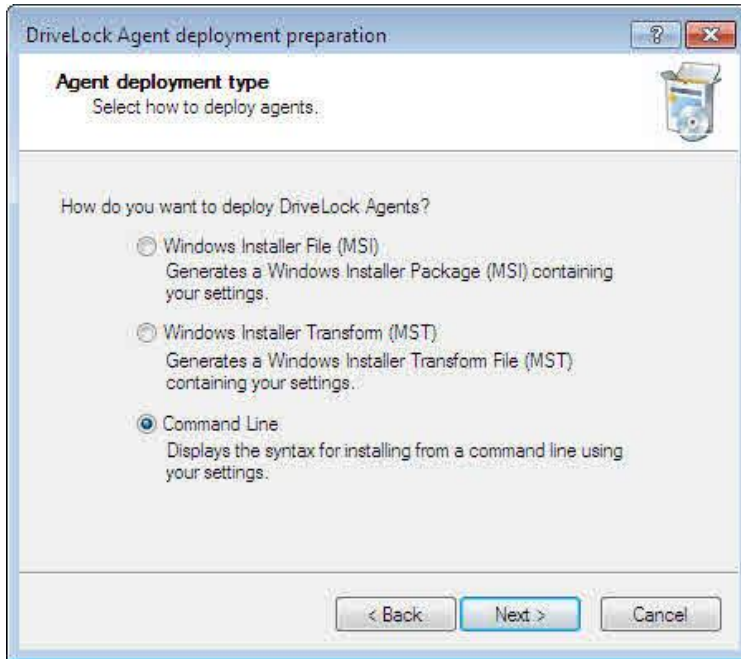 DriveLock Agent deployment preparation
Agent deployment type
Select how to deploy agents.
How do you want to deploy DriveLock Agents?
Windows Installer File (MSI)
Generates a Windows Installer Package (MSI) containing
your settings.
Windows Installer Transform (MST)
Generates a Windows Installer Transform File (MST)
containing your settings.
Command Line
Displays the syntax for installing from a command line using
your settings.
< Back Next > Cancel